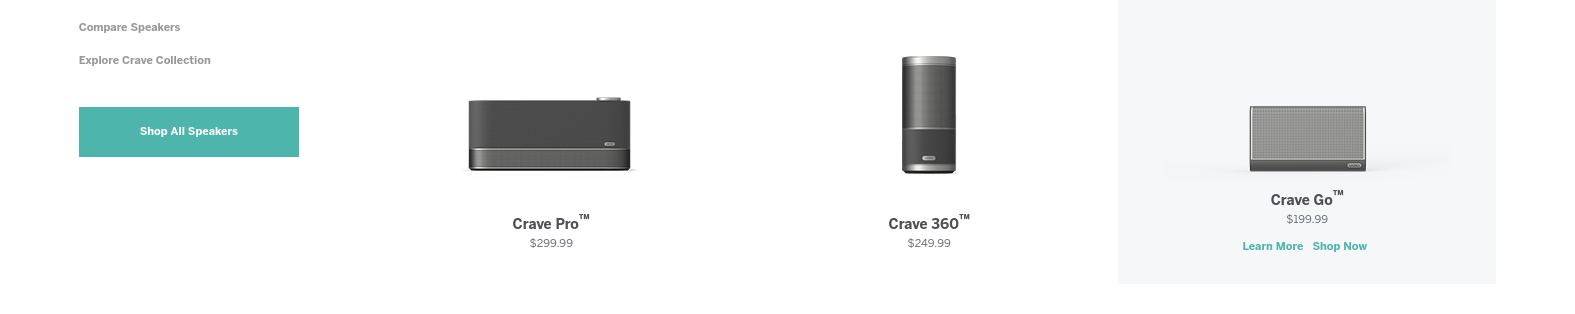 Compare Speakers
Explore Crave Collection
Shop All Speakers
Crave Pro™
$299.99
Crave 360™
$249.99
Crave Go™
$199.99
Learn More Shop Now